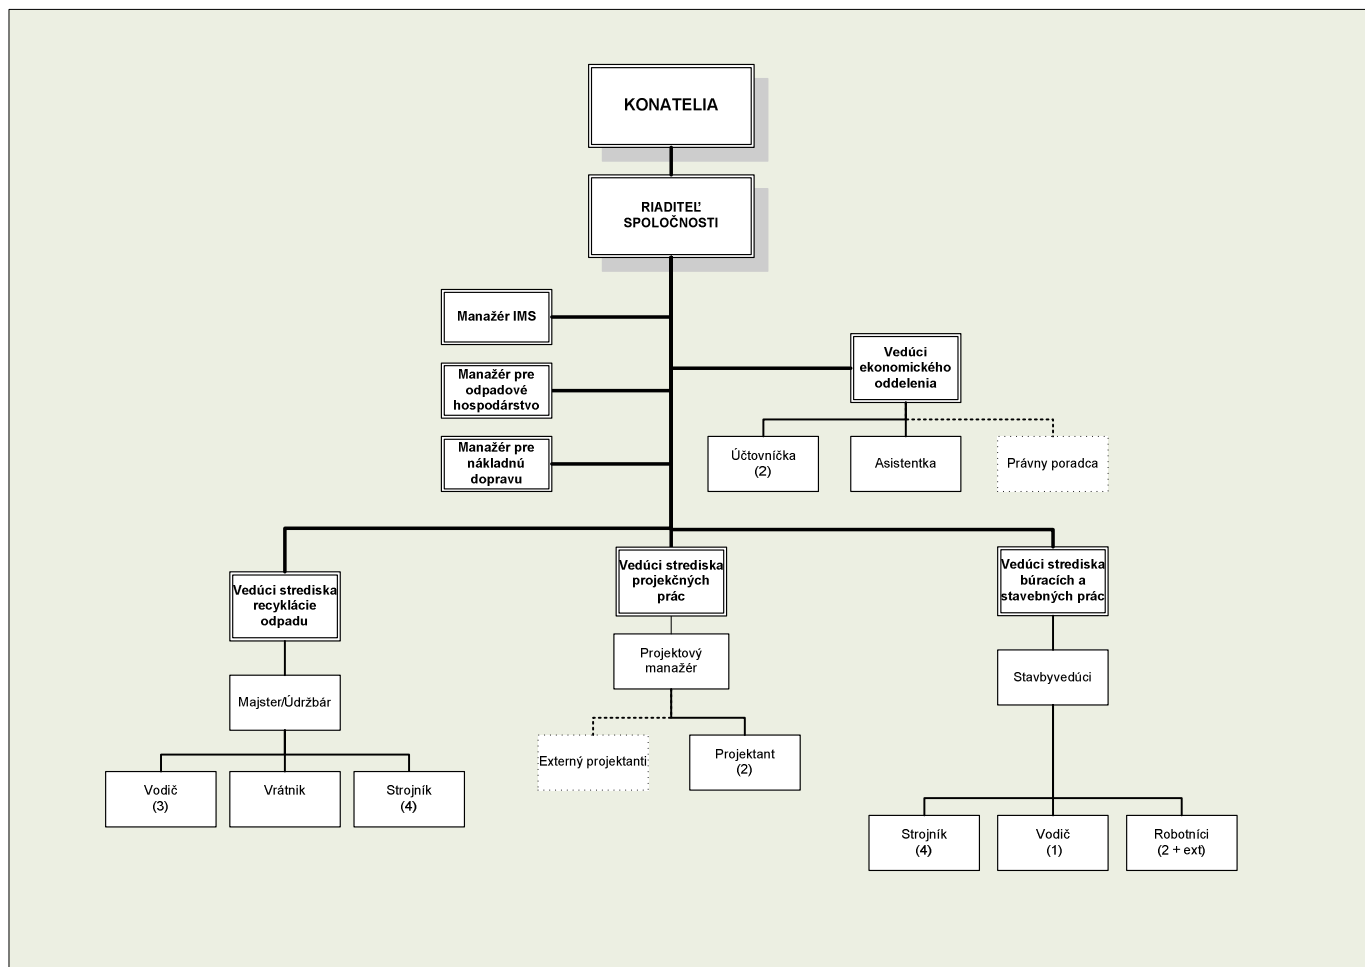 KONATELIA
RIADITEĽ
SPOLOČNOSTI
Manažér IMS
Vedúci
ekonomického
oddelenia
Manažér pre
odpadové
hospodárstvo
Manažér pre
nákladnú
dopravu
Účtovníčka
(2)
Asistentka
Právny poradca
Vedúci strediska
recyklácie
odpadu
Vedúci strediska
projekčných
prác
Vedúci strediska
búracích a
stavebných prác
Majster/Údržbár
Projektový
manažér
Stavbyvedúci
Vodič
(3)
Vrátnik
Strojník
(4)
Externý projektanti
Projektant
(2)
Strojník
(4)
Vodič
(1)
Robotníci
(2 + ext)